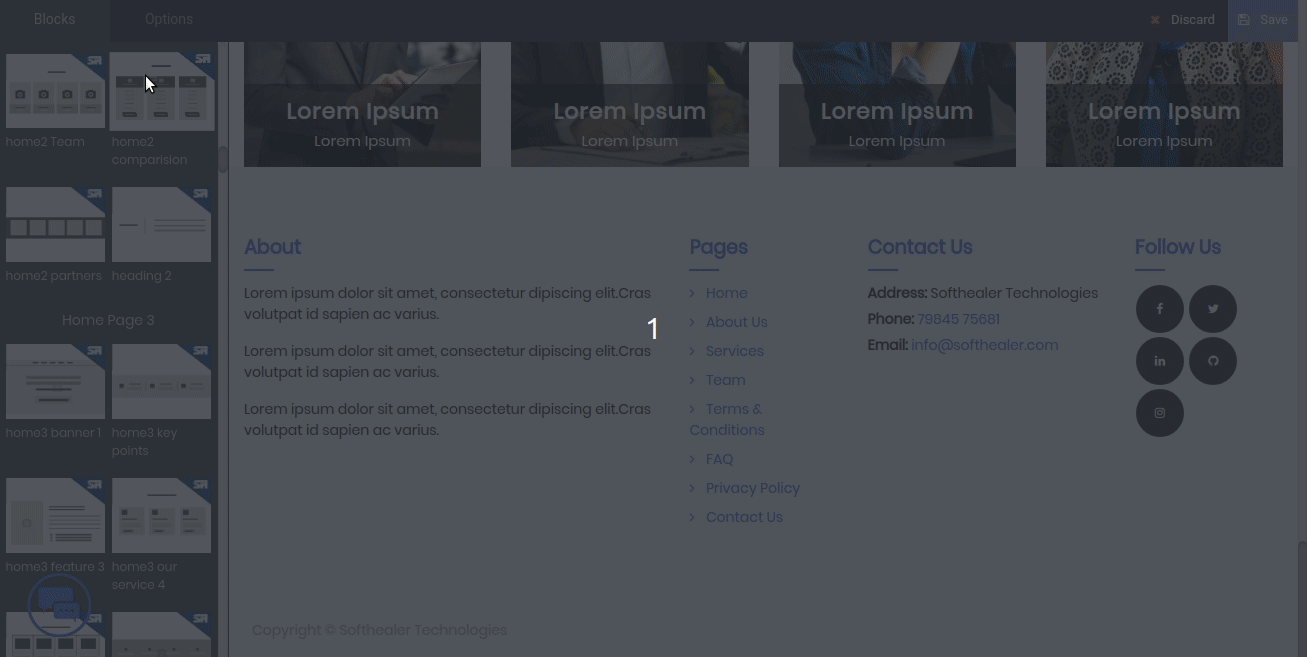 Blocks
Options
Discard
Save
home2 Team
home2
comparision
home2 partners
heading 2
Home Page 3
home3 banner 1
home3 key
points
home3 feature 3
home3 our
service 4
Lorem Ipsum
Lorem Ipsum
Lorem Ipsum
Lorem Ipsum
Lorem Ipsum
Lorem Ipsum
Lorem Ipsum
Lorem Ipsum
About
Lorem ipsum dolor sit amet, consectetur dipiscing elit.Cras
volutpat id sapien ac varius.
Lorem ipsum dolor sit amet, consectetur dipiscing elit.Cras
volutpat id sapien ac varius.
Lorem ipsum dolor sit amet, consectetur dipiscing elit.Cras
volutpat id sapien ac varius.
1
Pages
Home
About Us
Services
Team
Terms &
Conditions
FAQ
Privacy Policy
Contact Us
Contact Us
Address: Softhealer Technologies
Phone: 79845 75681
Email: info@softhealer.com
Follow Us
Copyright © Softhealer Technologies